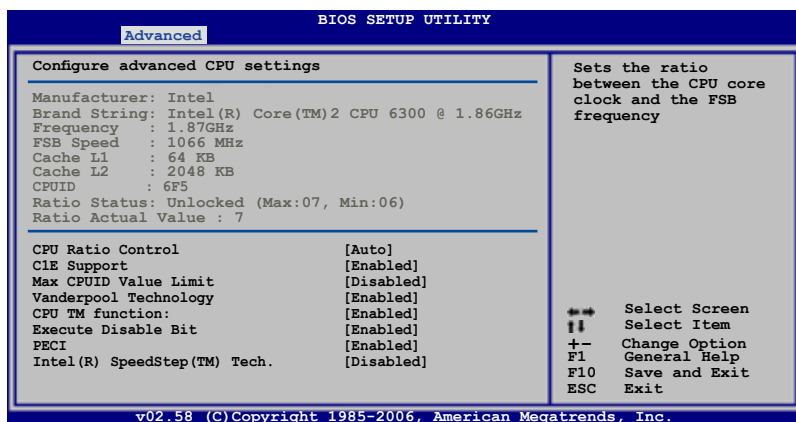 BIOS SETUP UTILITY
Advanced
Configure advanced CPU settings
Manufacturer: Intel
Brand String: Intel(R) Core(TM)2 CPU 6300 @ 1.86GHz
Frequency : 1.87GHz
FSB Speed : 1066 MHz
Cache L1 : 64 KB
Cache L2 : 2048 KB
CPUID : 6F5
Ratio Status: Unlocked (Max:07, Min:06)
Ratio Actual Value : 7
CPU Ratio Control [Auto]
C1E Support [Enabled]
Max CPUID Value Limit [Disabled]
Vanderpool Technology [Enabled]
CPU TM function: [Enabled]
Execute Disable Bit [Enabled]
PECI [Enabled]
Intel(R) SpeedStep(TM) Tech. [Disabled]
Sets the ratio
between the CPU core
clock and the FSB
frequency
←→ Select Screen
↑↓ Select Item
+- Change Option
F1 General Help
F10 Save and Exit
ESC Exit
v02.58 (C)Copyright 1985-2006, American Megatrends, Inc.